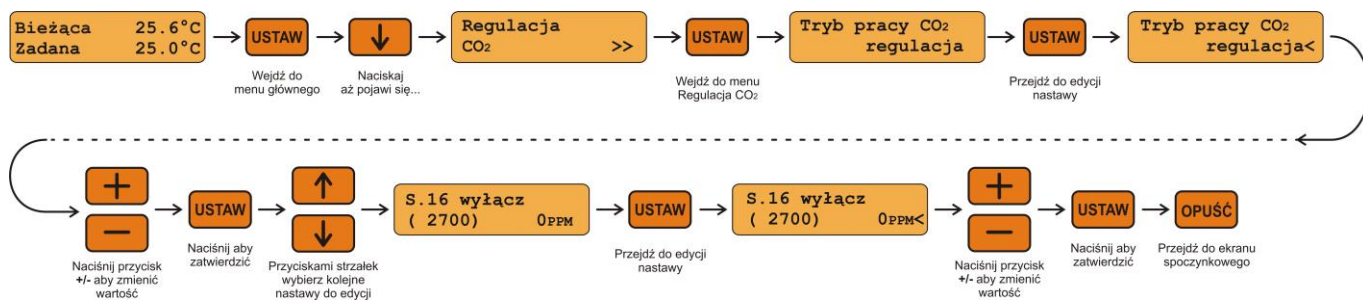 Bieżąca 25.6°C
Zadana 25.0°C
USTAW
Wejdź do
menu głównego
Naciskaj
aż pojawi się...
Regulacja
CO₂ >>
USTAW
Wejdź do menu
Regulacja CO₂
Tryb pracy CO₂
regulacja
USTAW
Przejdź do edycji
nastawy
Tryb pracy CO₂
regulacja<
Naciśnij przycisk
+/- aby zmienić
wartość
USTAW
Naciśnij aby
zatwierdzić
Przyciskami strzałek
wybierz kolejne
nastawy do edycji
S.16 wyłącz
( 2700) 0PPM
USTAW
Przejdź do edycji
nastawy
S.16 wyłącz
( 2700) 0PPM<
Naciśnij przycisk
+/- aby zmienić
wartość
USTAW
Naciśnij aby
zatwierdzić
OPUŚĆ
Przejdź do ekranu
spoczynkowego